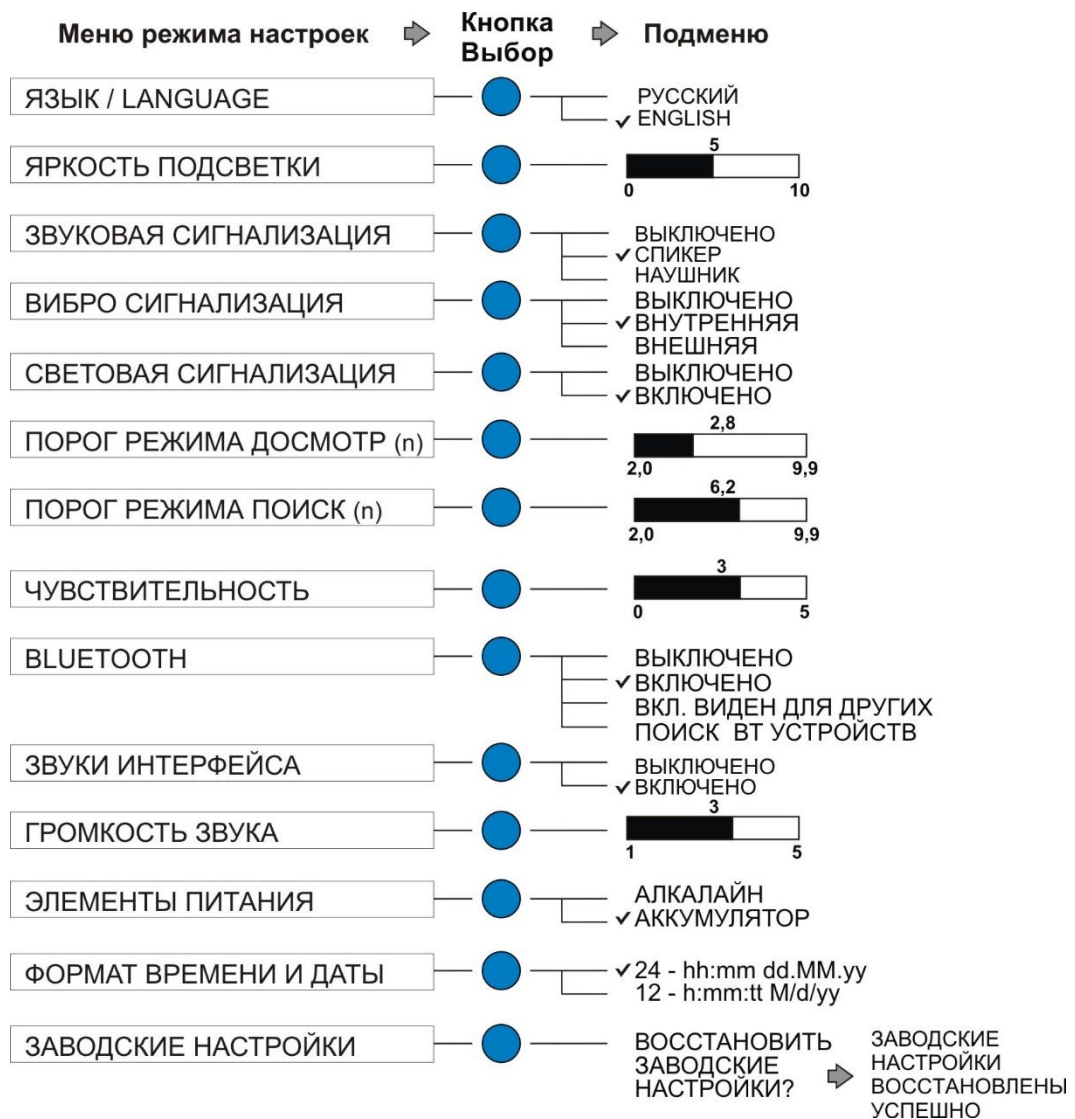 Меню режима настроек
Кнопка
Выбор
Подменю
ЯЗЫК / LANGUAGE
РУССКИЙ
ENGLISH
ЯРКОСТЬ ПОДСВЕТКИ
5
0 10
ЗВУКОВАЯ СИГНАЛИЗАЦИЯ
ВЫКЛЮЧЕНО
СПИКЕР
НАУШНИК
ВИБРО СИГНАЛИЗАЦИЯ
ВЫКЛЮЧЕНО
ВНУТРЕННЯЯ
ВНЕШНЯЯ
СВЕТОВАЯ СИГНАЛИЗАЦИЯ
ВЫКЛЮЧЕНО
ВКЛЮЧЕНО
ПОРОГ РЕЖИМА ДОСМОТР (n)
2,8
2,0 9,9
ПОРОГ РЕЖИМА ПОИСК (n)
6,2
2,0 9,9
ЧУВСТВИТЕЛЬНОСТЬ
3
0 5
BLUETOOTH
ВЫКЛЮЧЕНО
ВКЛЮЧЕНО
ВКЛ. ВИДЕН ДЛЯ ДРУГИХ
ПОИСК ВТ УСТРОЙСТВ
ЗВУКИ ИНТЕРФЕЙСА
ВЫКЛЮЧЕНО
ВКЛЮЧЕНО
ГРОМКОСТЬ ЗВУКА
3
1 5
ЭЛЕМЕНТЫ ПИТАНИЯ
АЛКАЛАЙН
АККУМУЛЯТОР
ФОРМАТ ВРЕМЕНИ И ДАТЫ
24 - hh:mm dd.MM.yy
12 - h:mm:tt M/d/yy
ЗАВОДСКИЕ НАСТРОЙКИ
ВОССТАНОВИТЬ
ЗАВОДСКИЕ
НАСТРОЙКИ?
ЗАВОДСКИЕ
НАСТРОЙКИ
ВОССТАНОВЛЕНЫ
УСПЕШНО